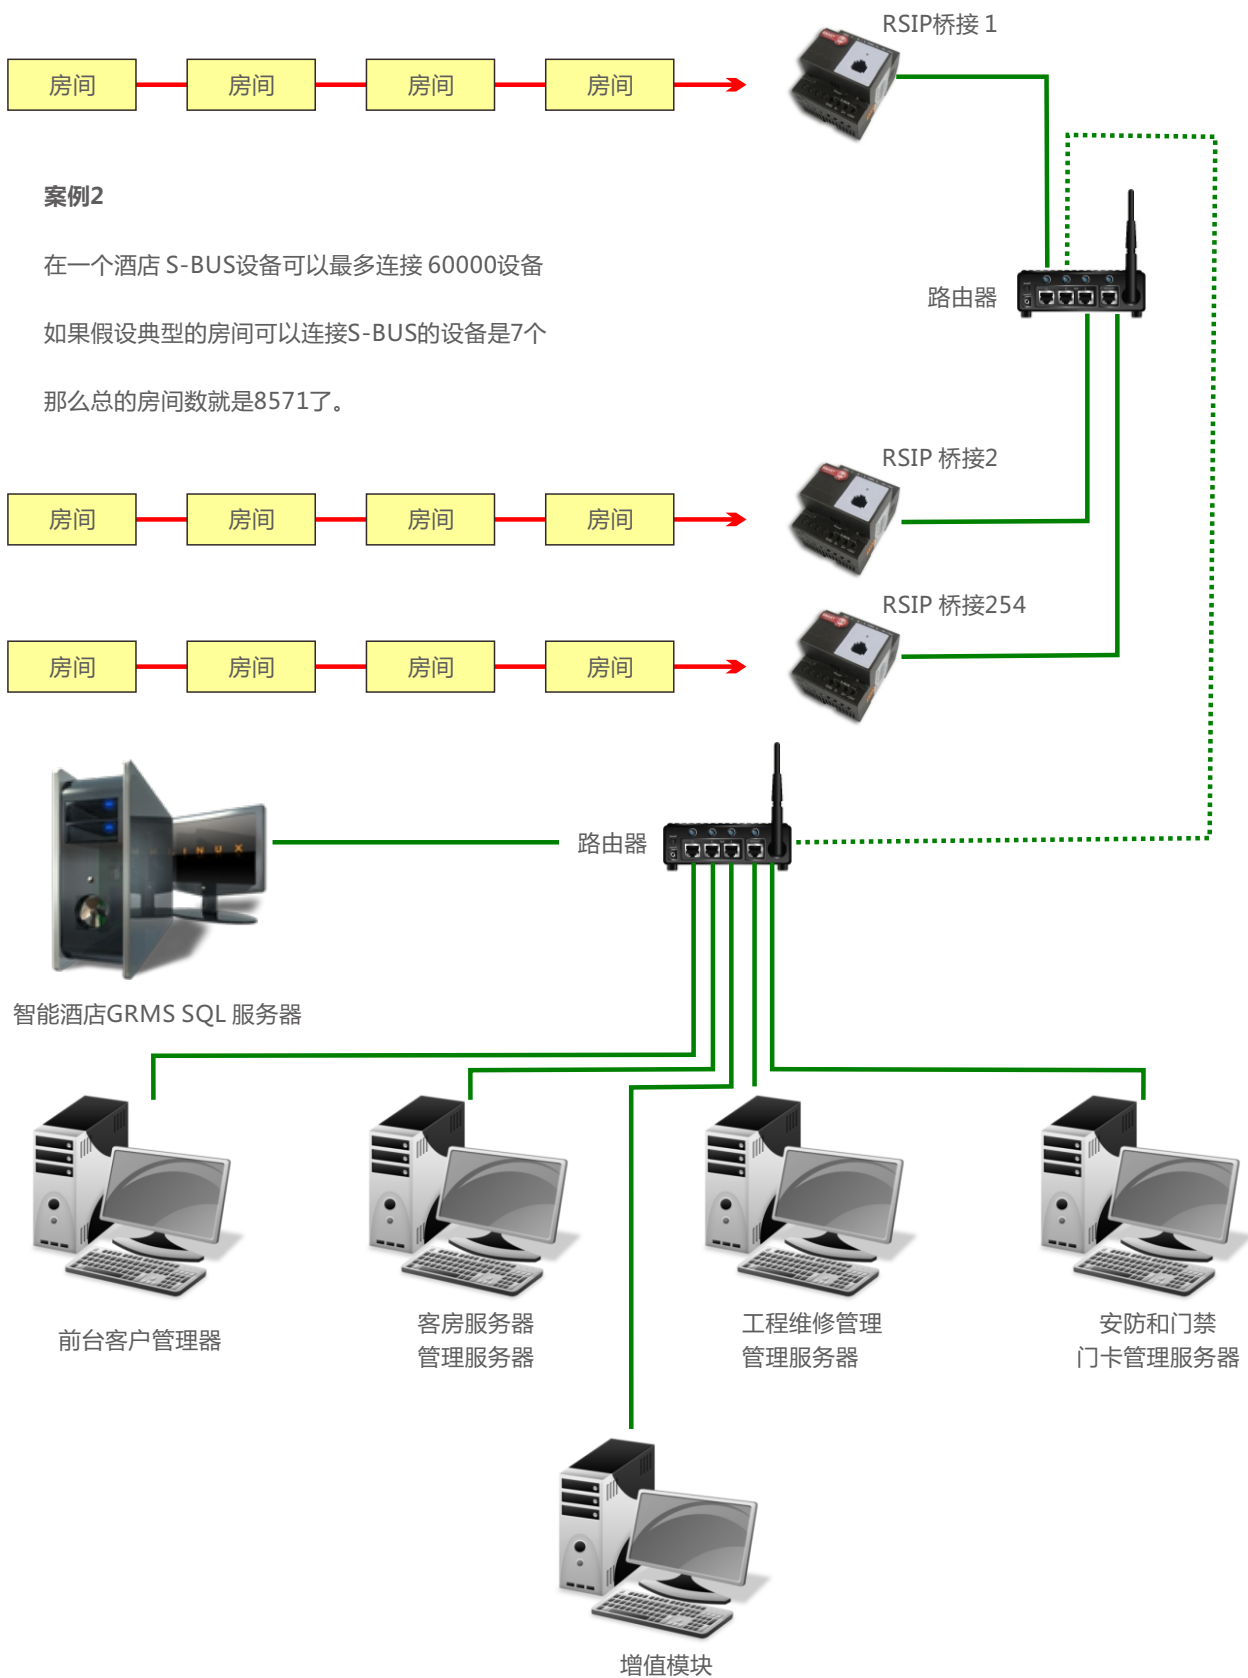 RSIP桥接 1
房间
房间
房间
房间
案例2
在一个酒店 S-BUS设备可以最多连接 60000设备
如果假设典型的房间可以连接S-BUS的设备是7个
那么总的房间数就是8571了。
路由器
RSIP 桥接2
房间
房间
房间
房间
RSIP 桥接254
房间
房间
房间
房间
路由器
智能酒店GRMS SQL 服务器
前台客户管理器
客房服务器
管理服务器
工程维修管理
管理服务器
安防和门禁
门卡管理服务器
增值模块